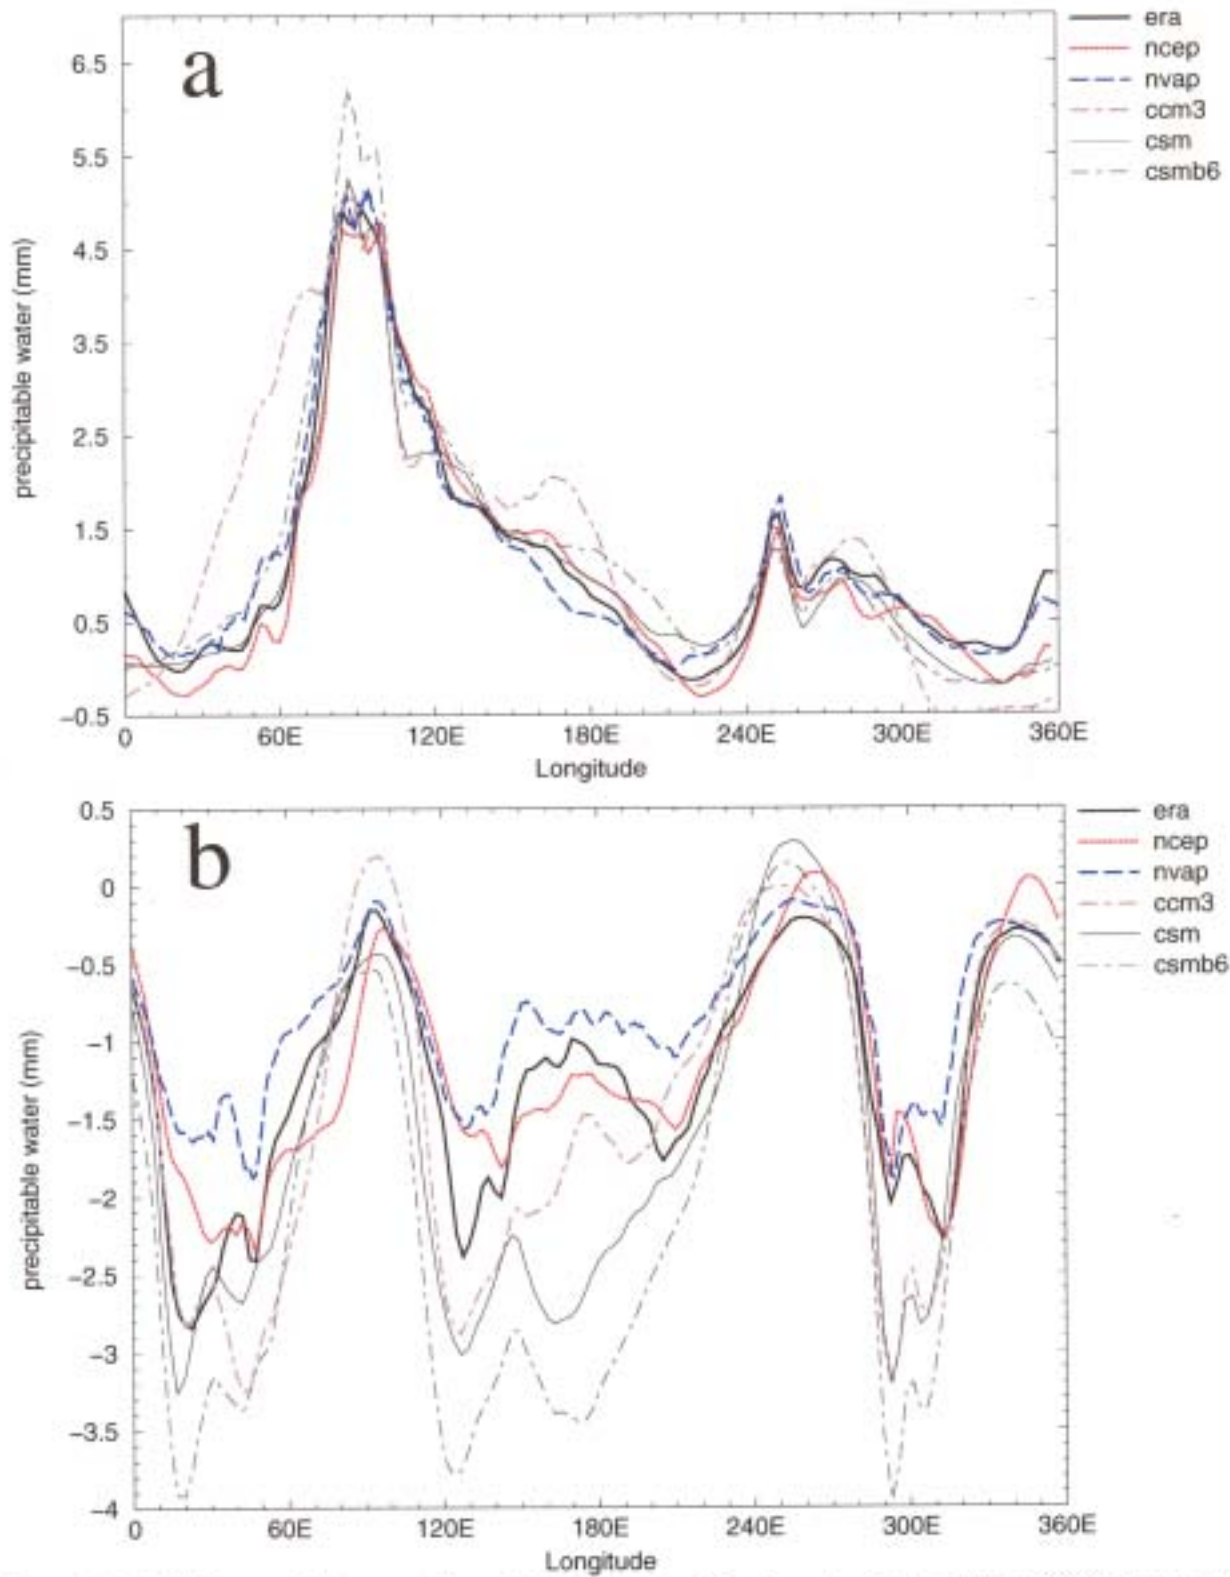 a
era
ncep
nvap
ccm3
csm
csmb6
6.5
5.5
4.5
3.5
2.5
1.5
0.5
−0.5
precipitable water (mm)
0 60E 120E 180E 240E 300E 360E
Longitude
b
era
ncep
nvap
ccm3
csm
csmb6
0.5
0
−0.5
−1
−1.5
−2
−2.5
−3
−3.5
−4
precipitable water (mm)
0 60E 120E 180E 240E 300E 360E
Longitude